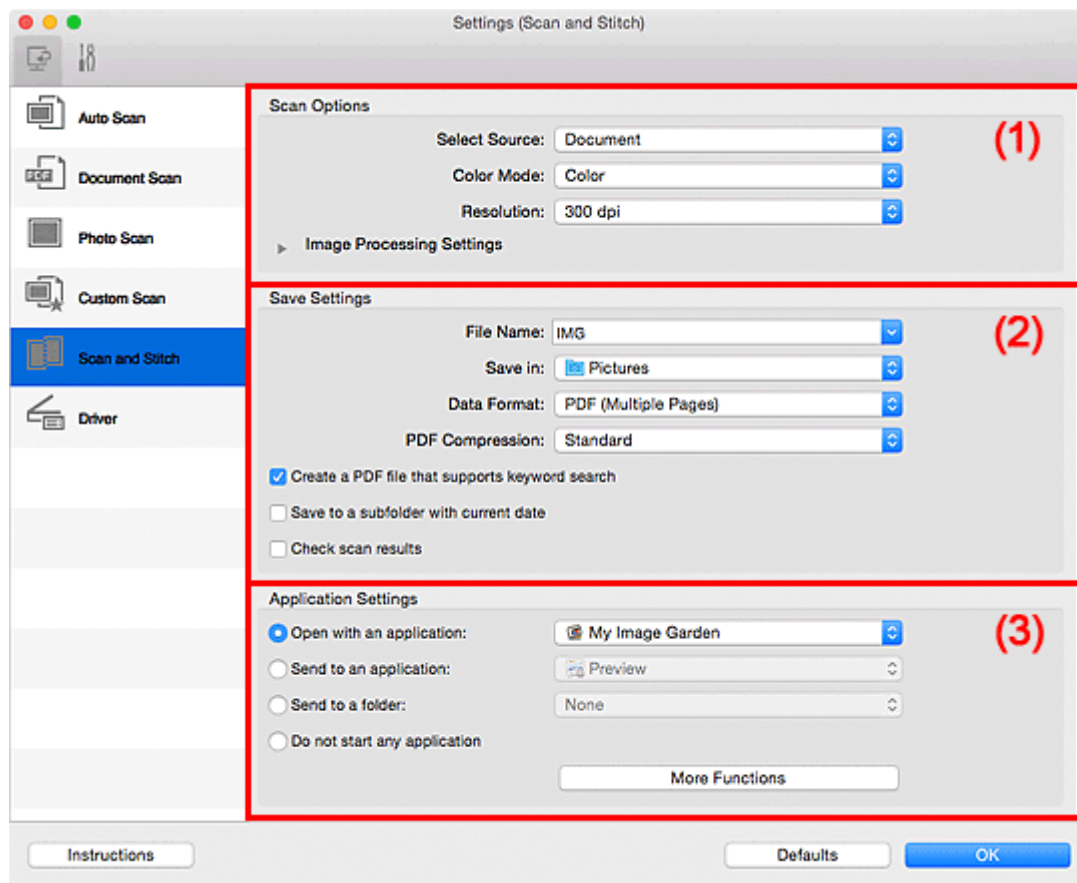 Settings (Scan and Stitch)
Auto Scan
Document Scan
Photo Scan
Custom Scan
Scan and Stitch
Driver
Scan Options
(1)
Select Source: Document
Color Mode: Color
Resolution: 300 dpi
Image Processing Settings
Save Settings
(2)
File Name: IMG
Save in: Pictures
Data Format: PDF (Multiple Pages)
PDF Compression: Standard
Create a PDF file that supports keyword search
Save to a subfolder with current date
Check scan results
Application Settings
(3)
Open with an application: My Image Garden
Send to an application: Preview
Send to a folder: None
Do not start any application
More Functions
Instructions
Defaults
OK